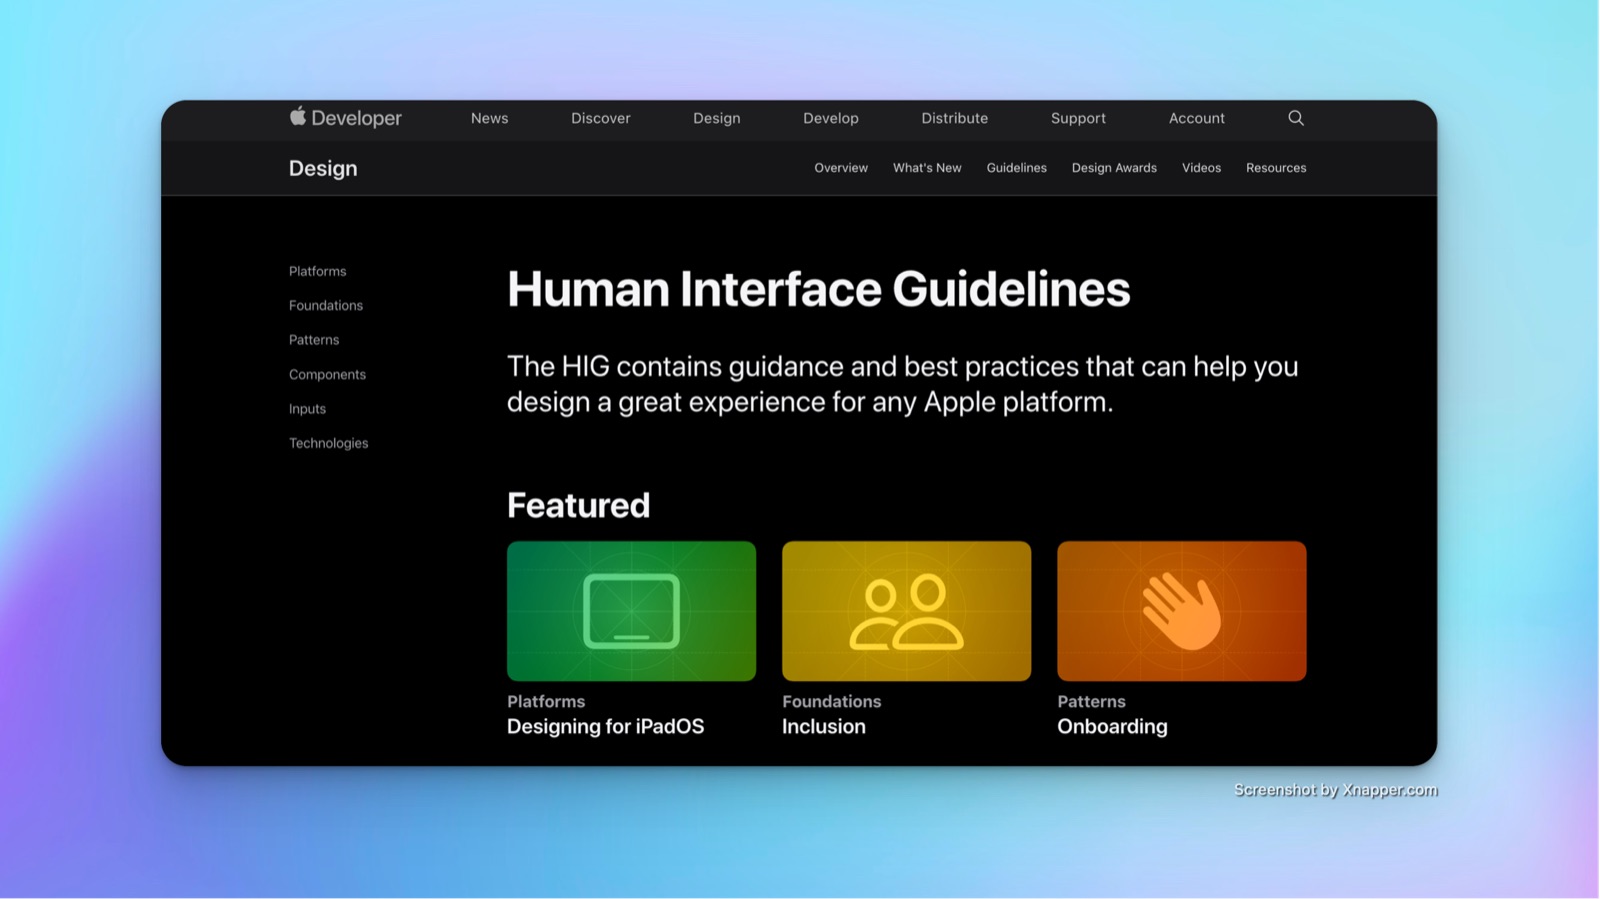 Developer News Discover Design Develop Distribute Support Account
Design Overview What's New Guidelines Design Awards Videos Resources
Platforms
Foundations
Patterns
Components
Inputs
Technologies
Human Interface Guidelines
The HIG contains guidance and best practices that can help you
design a great experience for any Apple platform.
Featured
Platforms
Designing for iPadOS
Foundations
Inclusion
Patterns
Onboarding
Screenshot by Xnapper.com